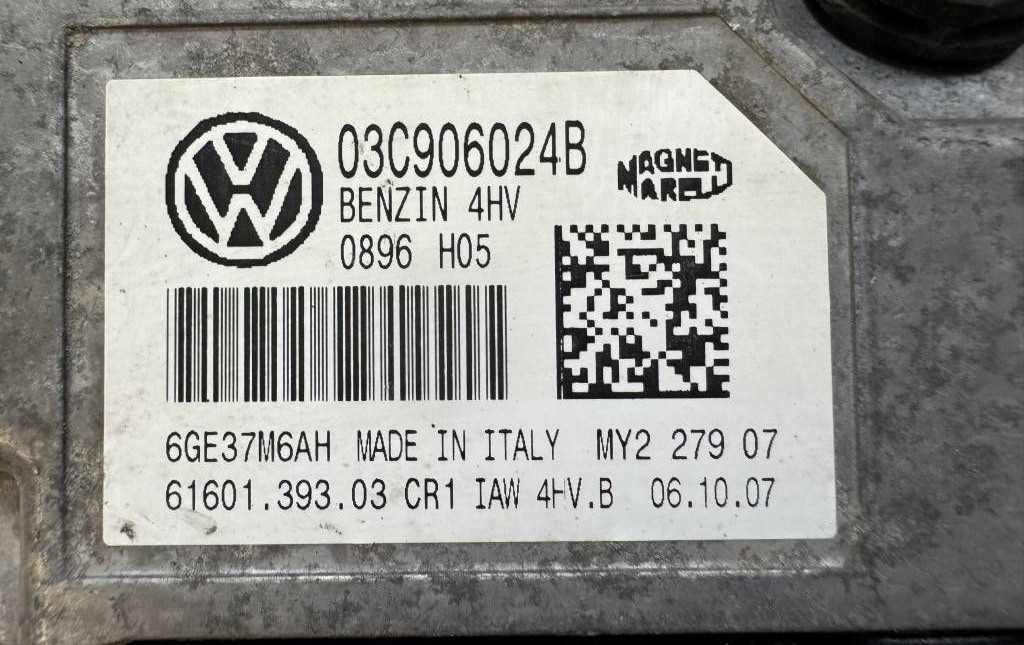 03C906024B
BENZIN 4HV
0896 H05
MAGNETI
MARELLI
6GE37M6AH MADE IN ITALY MY2 279 07
61601.393.03 CR1 IAW 4HV.B 06.10.07